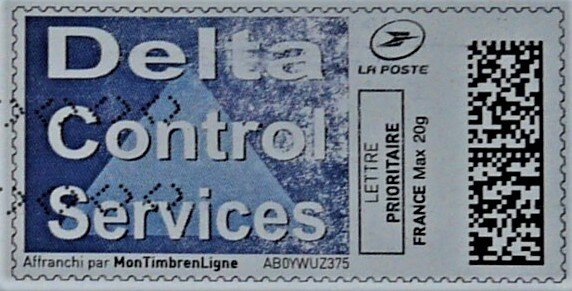 Delta
Control
Services
LA POSTE
LETTRE
PRIORITAIRE
FRANCE Max 20g
Affranchi par MonTimbrenLigne AB0YWUZ375